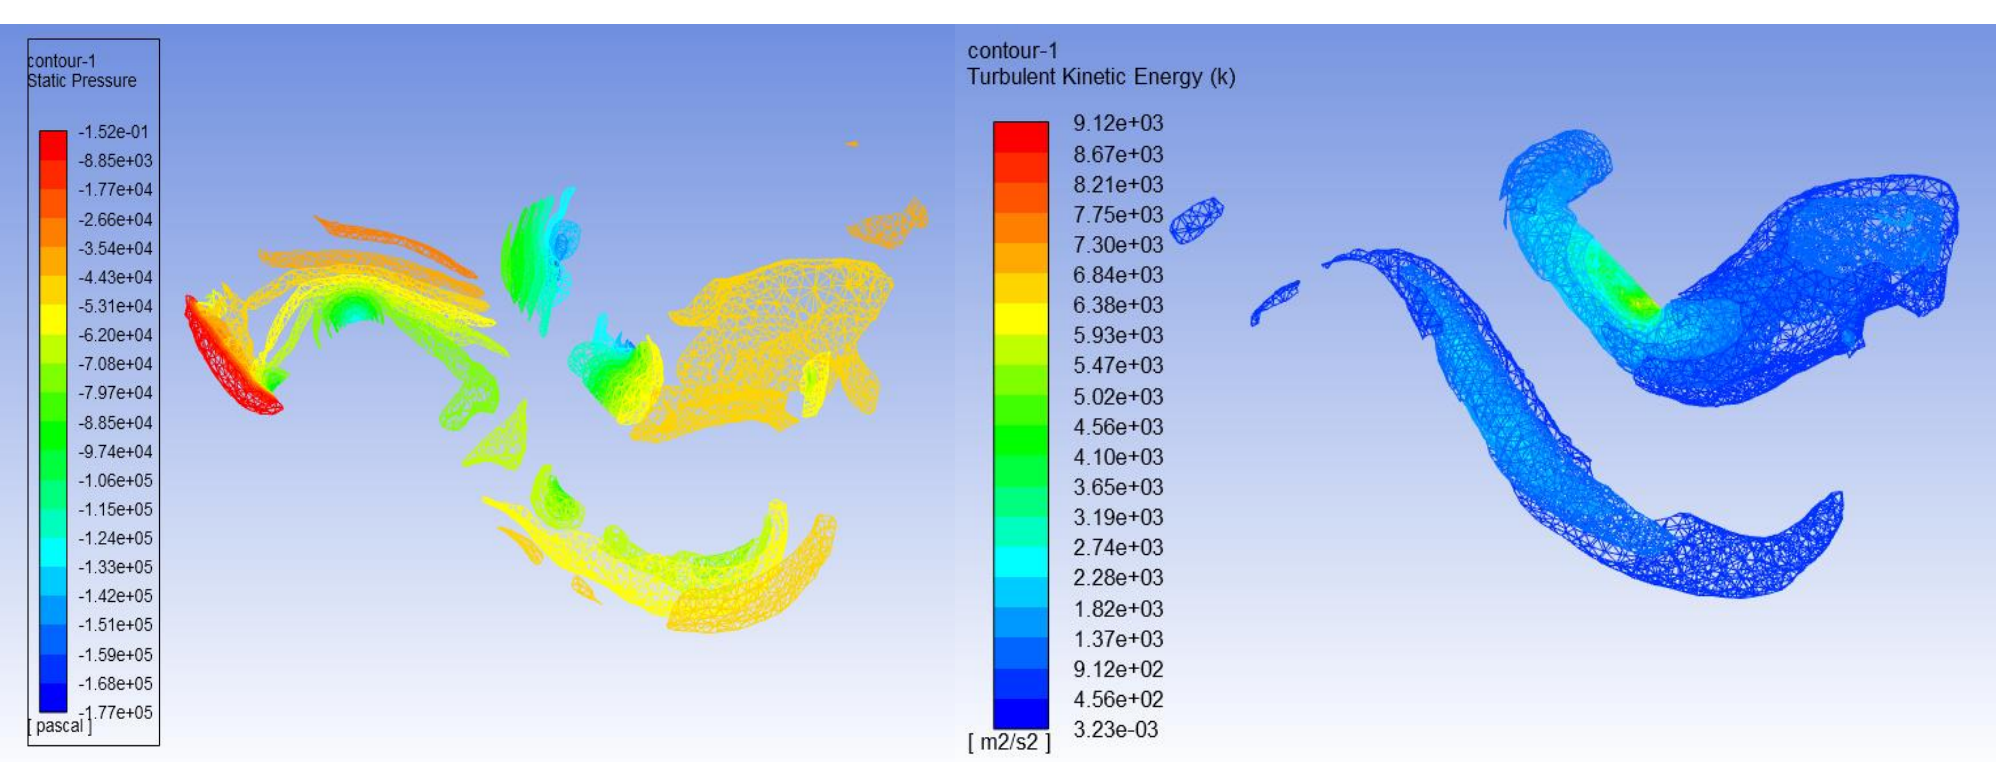 contour-1
Static Pressure
-1.52e-01
-8.85e+03
-1.77e+04
-2.66e+04
-3.54e+04
-4.43e+04
-5.31e+04
-6.20e+04
-7.08e+04
-7.97e+04
-8.85e+04
-9.74e+04
-1.06e+05
-1.15e+05
-1.24e+05
-1.33e+05
-1.42e+05
-1.51e+05
-1.59e+05
-1.68e+05
-1.77e+05
[ pascal ]
contour-1
Turbulent Kinetic Energy (k)
9.12e+03
8.67e+03
8.21e+03
7.75e+03
7.30e+03
6.84e+03
6.38e+03
5.93e+03
5.47e+03
5.02e+03
4.56e+03
4.10e+03
3.65e+03
3.19e+03
2.74e+03
2.28e+03
1.82e+03
1.37e+03
9.12e+02
4.56e+02
3.23e-03
[ m2/s2 ]